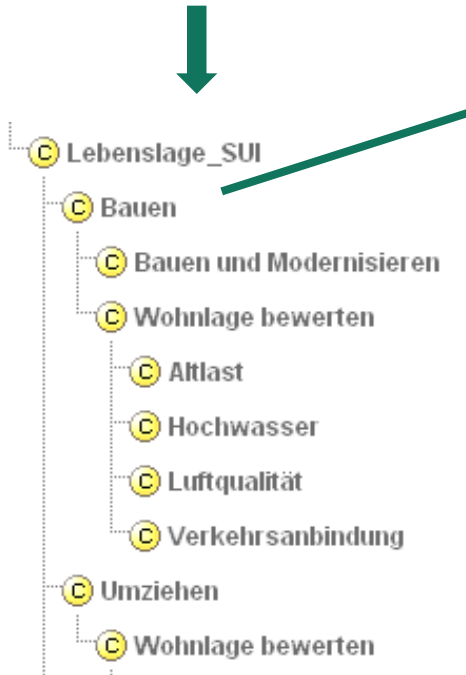 C Lebenslage_SUI
C Bauen
C Bauen und Modernisieren
C Wohnlage bewerten
C Altlast
C Hochwasser
C Luftqualität
C Verkehrsanbindung
C Umziehen
C Wohnlage bewerten